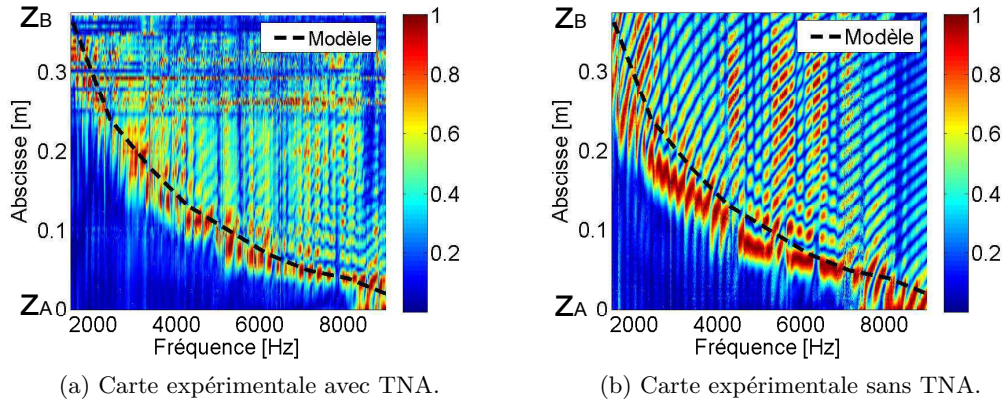 ZB
Modèle
1
0.8
0.6
0.4
0.2
0.3
0.2
0.1
0
ZA
Abscisse [m]
2000 4000 6000 8000
Fréquence [Hz]
(a) Carte expérimentale avec TNA.
ZB
Modèle
1
0.8
0.6
0.4
0.2
0.3
0.2
0.1
0
ZA
Abscisse [m]
2000 4000 6000 8000
Fréquence [Hz]
(b) Carte expérimentale sans TNA.